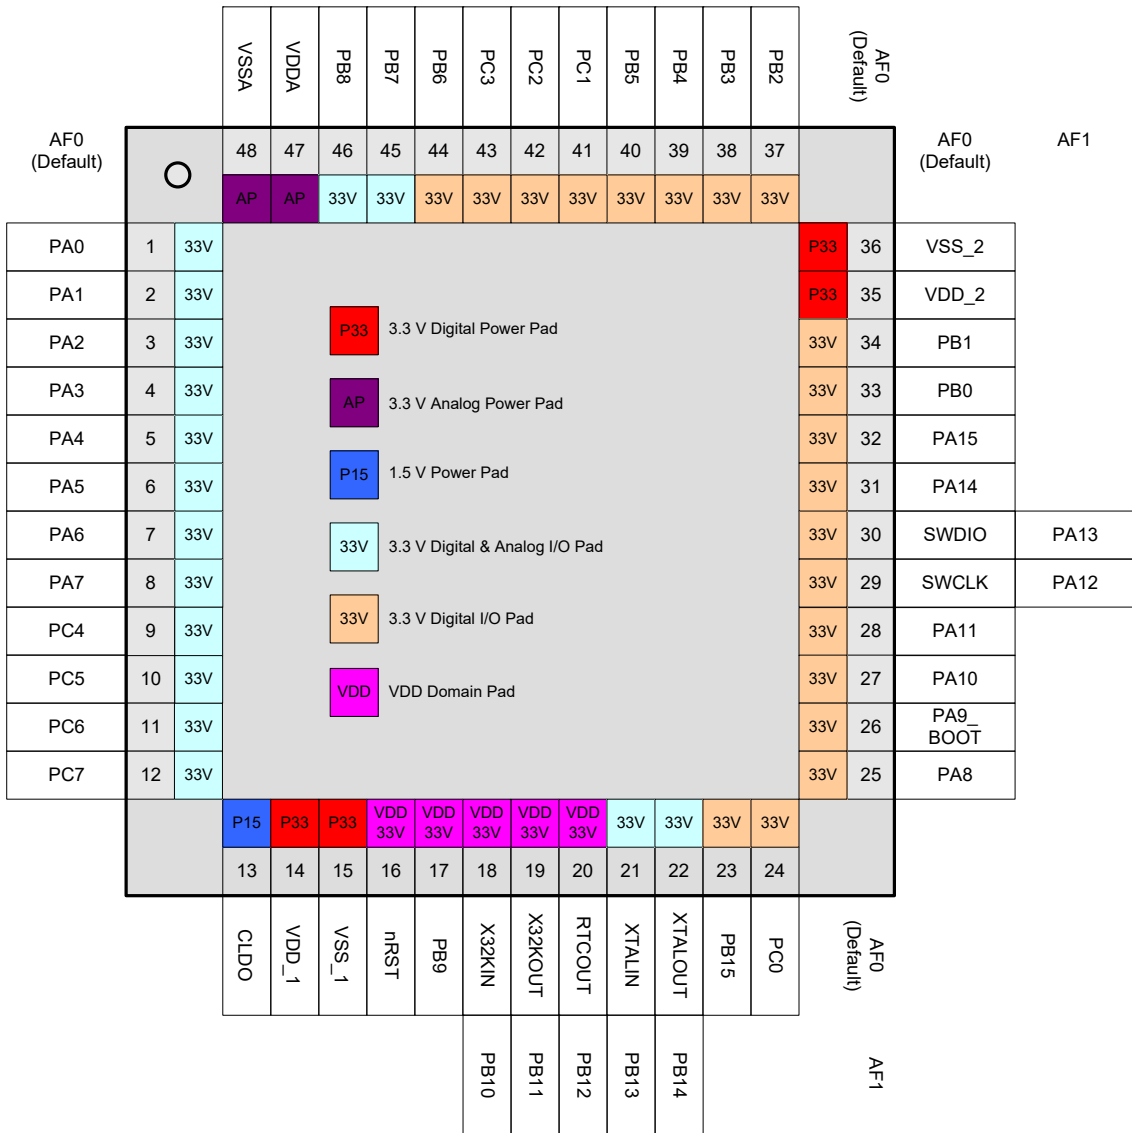 VSSA VDDA PB8 PB7 PB6 PC3 PC2 PC1 PB5 PB4 PB3 PB2 AF0 (Default)
AF0 (Default) 48 47 46 45 44 43 42 41 40 39 38 37 AF0 (Default) AF1
AP AP 33V 33V 33V 33V 33V 33V 33V 33V 33V 33V
PA0 1 33V P33 36 VSS_2
PA1 2 33V P33 35 VDD_2
PA2 3 33V 33V 34 PB1
P33 3.3 V Digital Power Pad
PA3 4 33V 33V 33 PB0
AP 3.3 V Analog Power Pad
PA4 5 33V 33V 32 PA15
P15 1.5 V Power Pad
PA5 6 33V 33V 31 PA14
PA6 7 33V 33V 30 SWDIO PA13
33V 3.3 V Digital & Analog I/O Pad
PA7 8 33V 33V 29 SWCLK PA12
33V 3.3 V Digital I/O Pad
PC4 9 33V 33V 28 PA11
PC5 10 33V 33V 27 PA10
VDD VDD Domain Pad
PC6 11 33V 33V 26 PA9_
BOOT
PC7 12 33V 33V 25 PA8
P15 P33 P33 VDD 33V VDD 33V VDD 33V VDD 33V VDD 33V 33V 33V 33V 33V
13 14 15 16 17 18 19 20 21 22 23 24
CLDO VDD_1 VSS_1 nRST PB9 X32KIN X32KOUT RTCOUT XTALIN XTALOUT PB15 PC0 AF0 (Default)
PB10 PB11 PB12 PB13 PB14 AF1